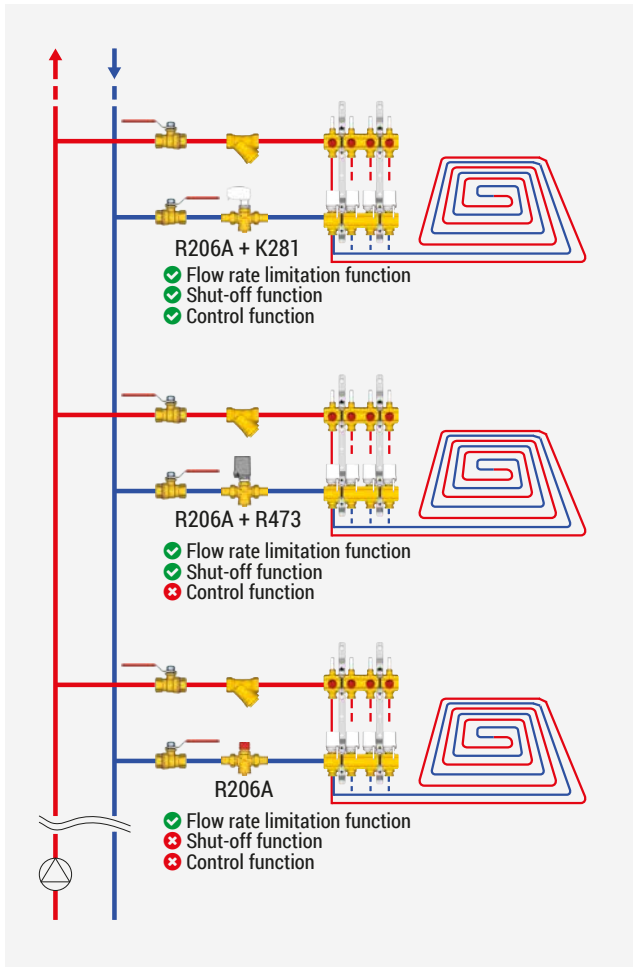 R206A + K281
Flow rate limitation function
Shut-off function
Control function
R206A + R473
Flow rate limitation function
Shut-off function
Control function
R206A
Flow rate limitation function
Shut-off function
Control function